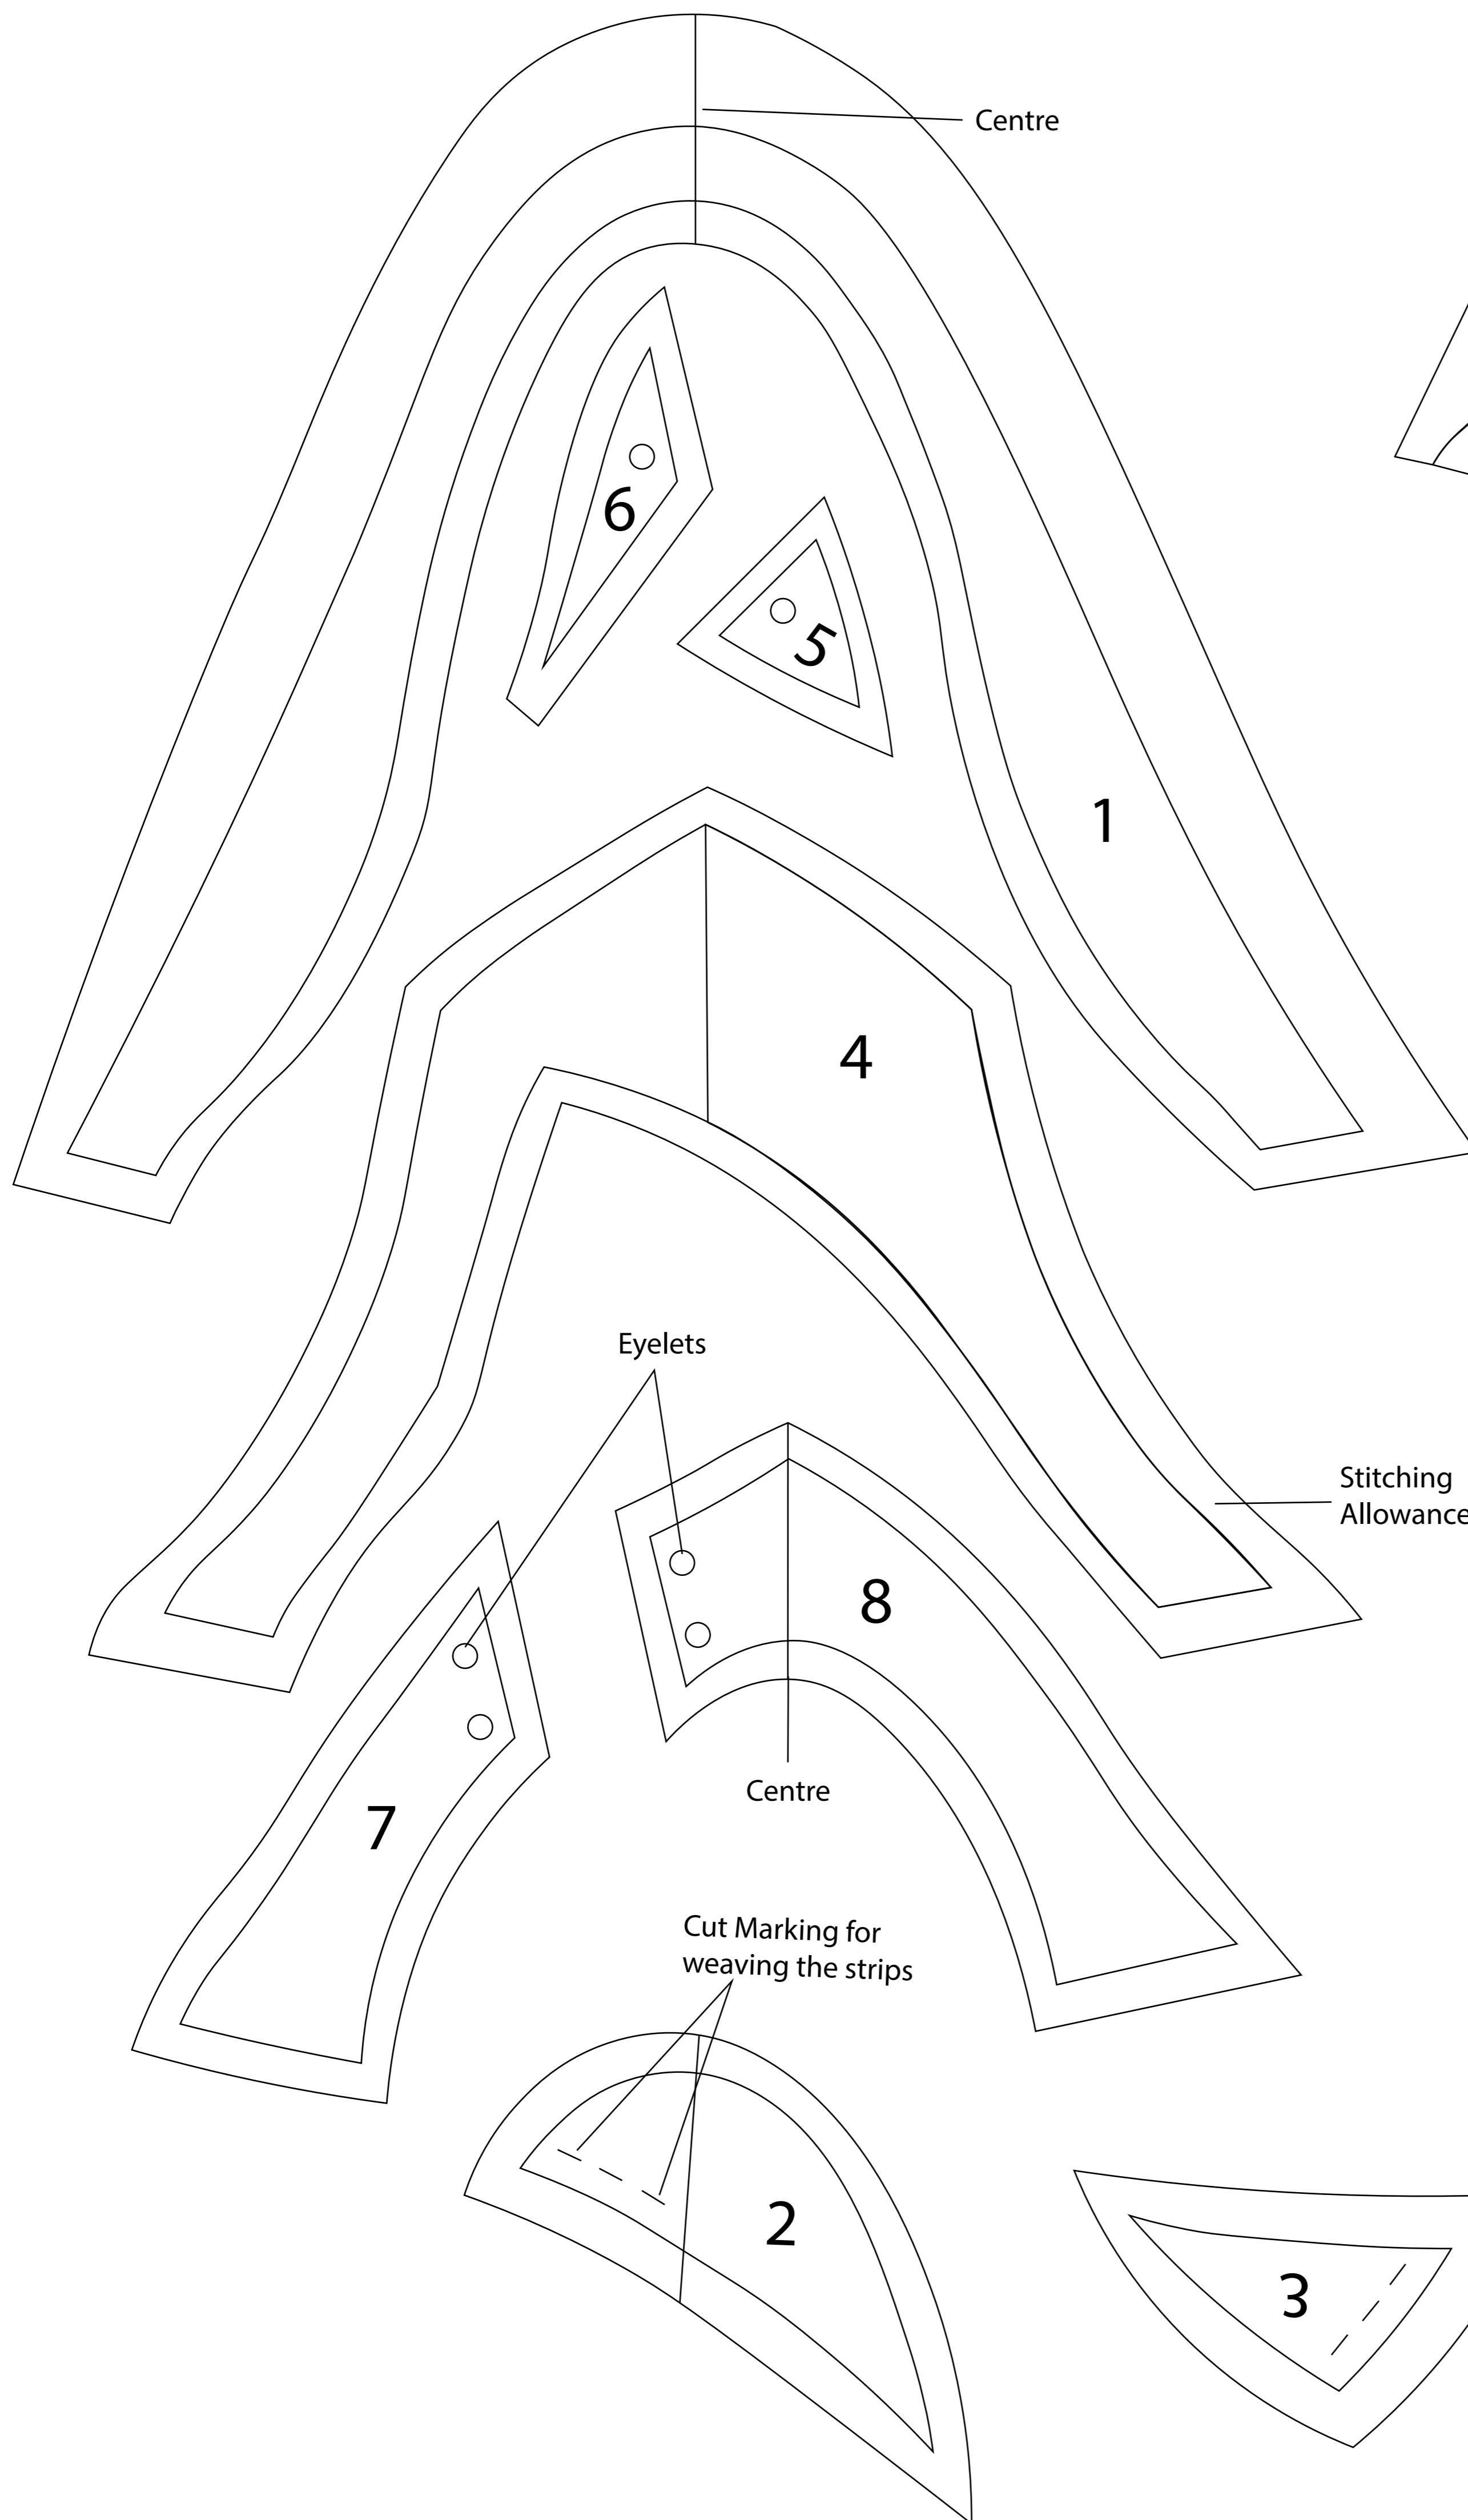 Centre
6
5
1
4
Eyelets
Stitching
Allowance
8
7
Centre
Cut Marking for
weaving the strips
2
3